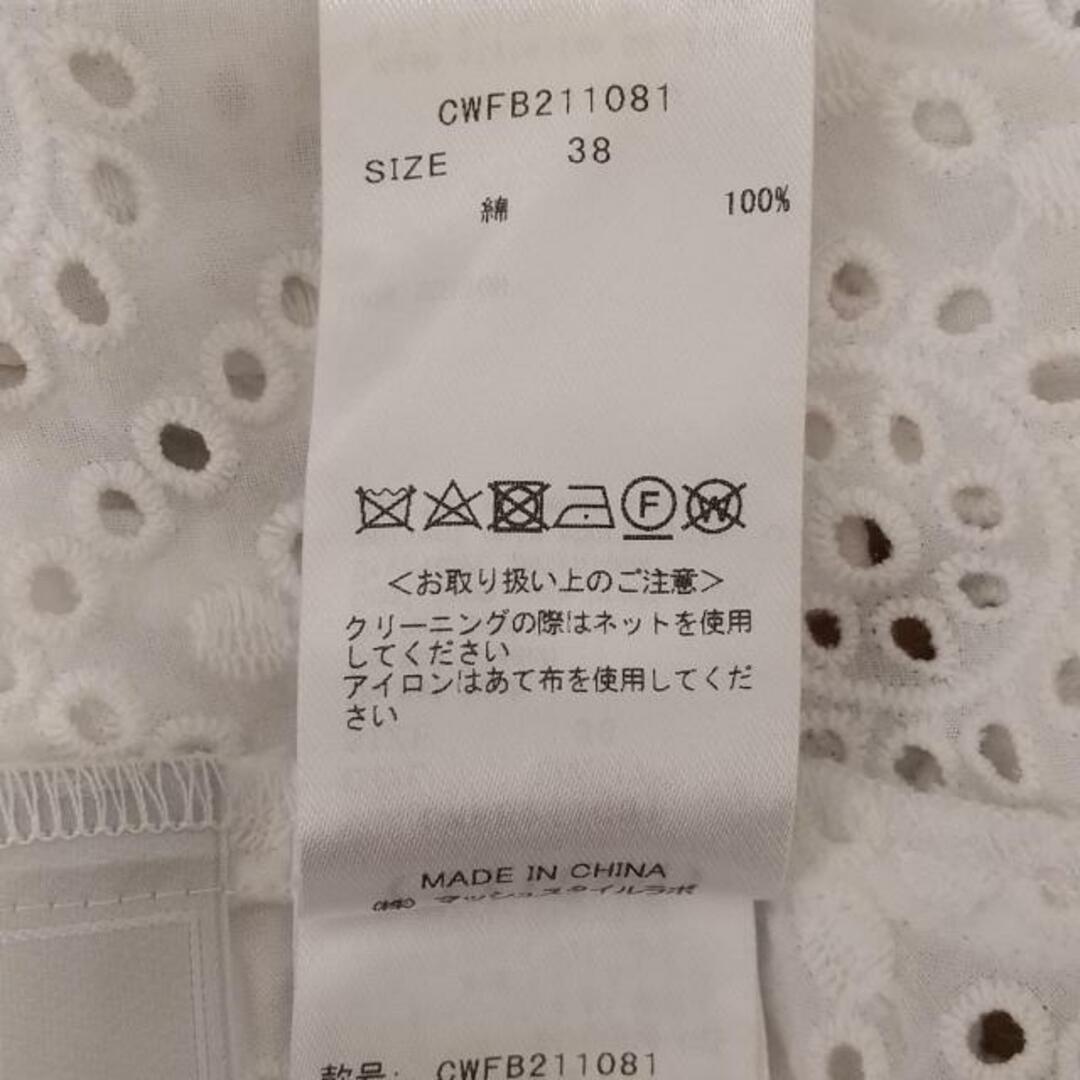 CWFB211081
SIZE 38
綿 100%
F W
＜お取り扱い上のご注意＞
クリーニングの際はネットを使用
してください
アイロンはあて布を使用してくだ
さい
MADE IN CHINA
(株) マッシュスタイルラボ
款号: CWFB211081